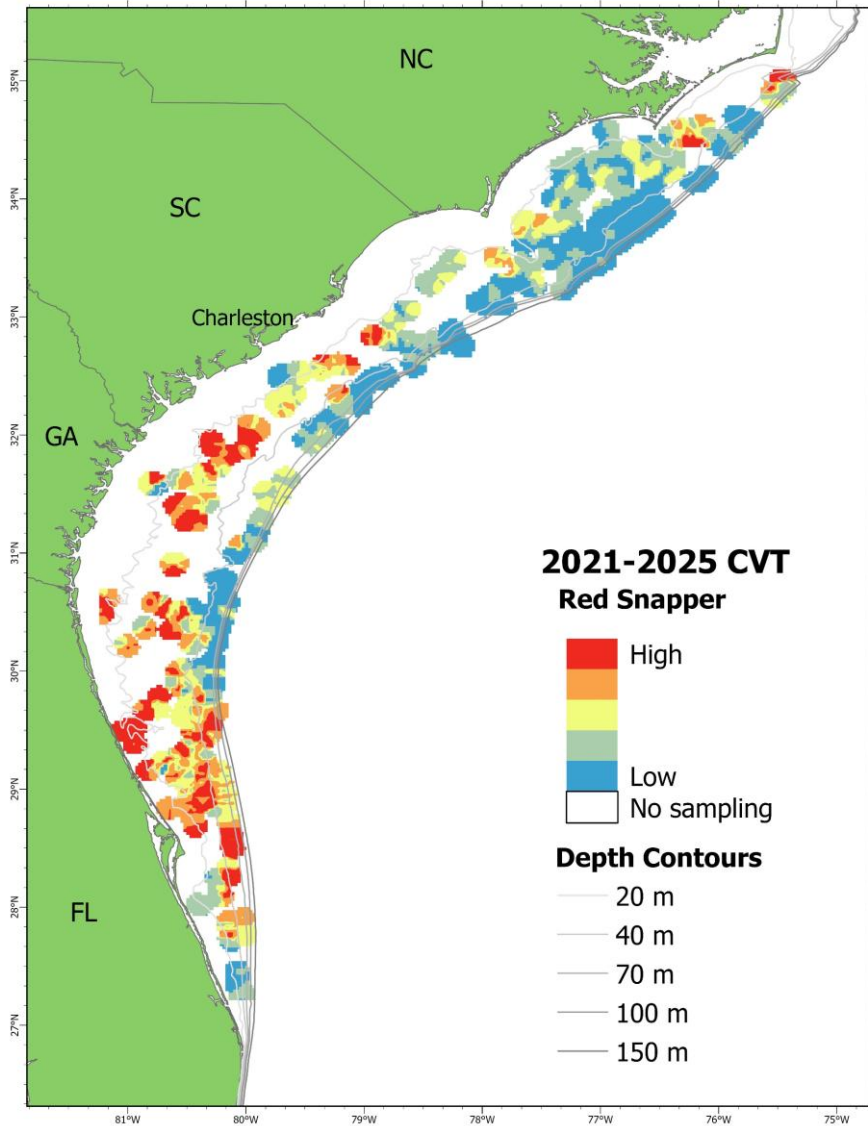 NC
SC
Charleston
GA
FL
2021-2025 CVT
Red Snapper
High
Low
No sampling
Depth Contours
20 m
40 m
70 m
100 m
150 m
35°N
34°N
33°N
32°N
31°N
30°N
29°N
28°N
27°N
81°W
80°W
79°W
78°W
77°W
76°W
75°W